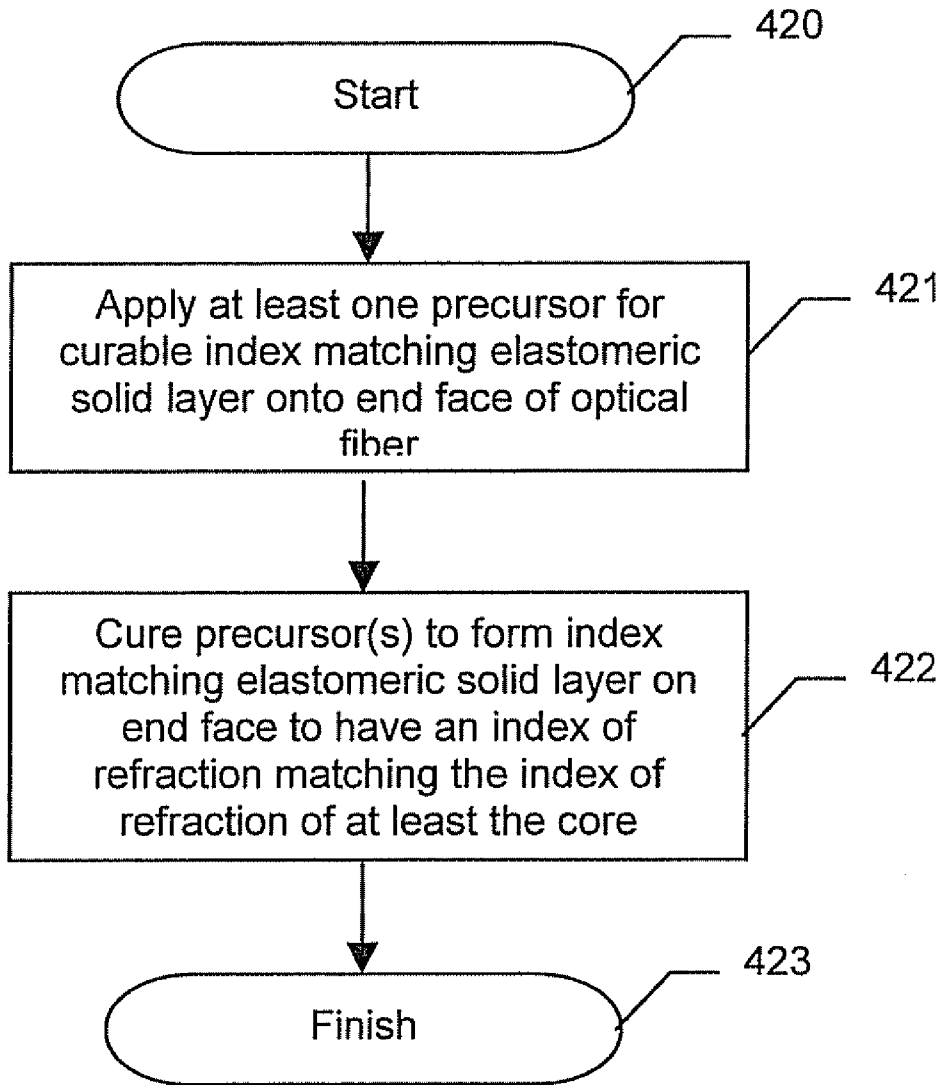 420
Start
421
Apply at least one precursor for
curable index matching elastomeric
solid layer onto end face of optical
fiber
422
Cure precursor(s) to form index
matching elastomeric solid layer on
end face to have an index of
refraction matching the index of
refraction of at least the core
423
Finish